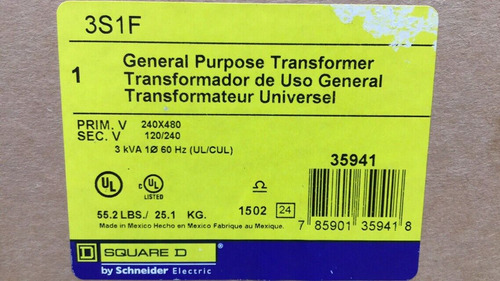 3S1F
1
General Purpose Transformer
Transformador de Uso General
Transformateur Universel
PRIM. V 240X480
SEC. V 120/240
3 kVA 1Ø 60 Hz (UL/CUL)
35941
UL
C UL
LISTED
55.2 LBS./ 25.1 KG.
1502 24
7 85901 35941 8
Made in Mexico Hecho en Mexico Fabrique au Mexique.
D SQUARE D
by Schneider Electric